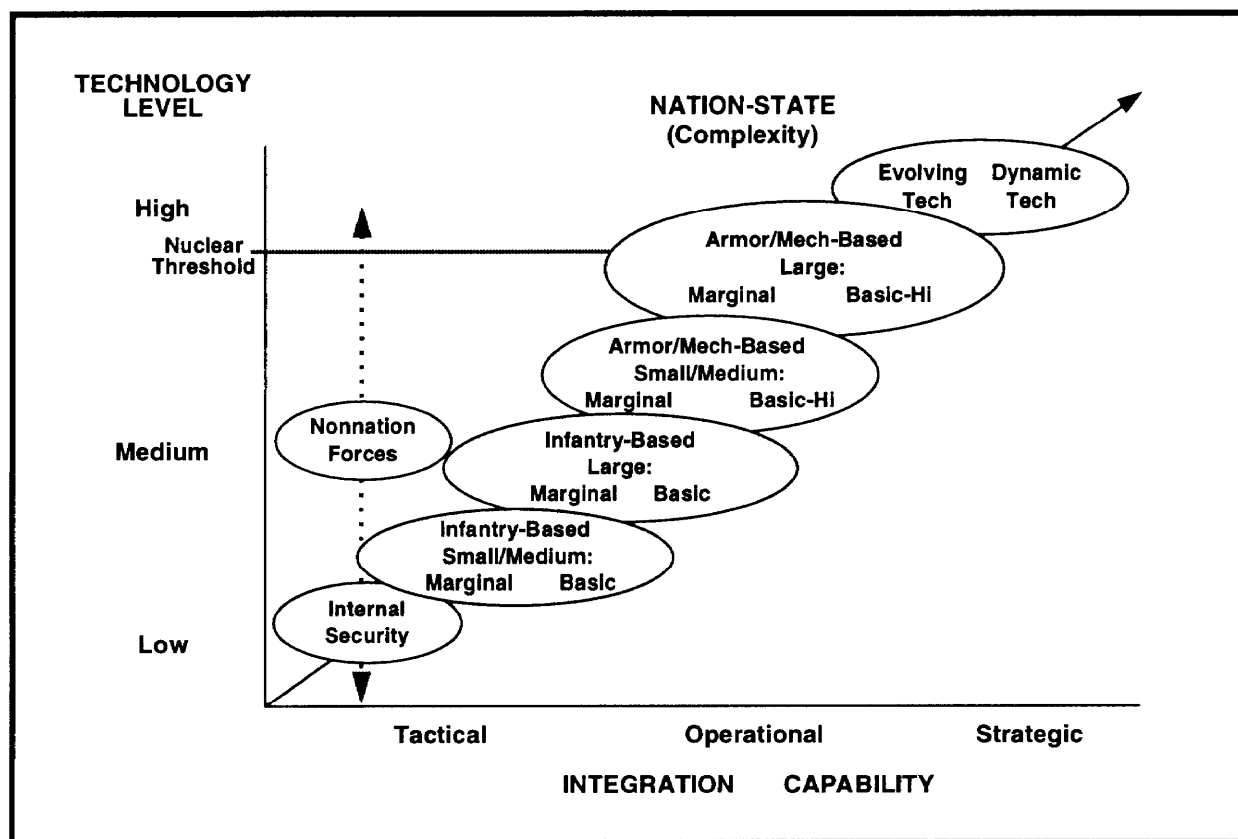 TECHNOLOGY
LEVEL
NATION-STATE
(Complexity)
Evolving Dynamic
Tech Tech
High
Nuclear
Threshold
Armor/Mech-Based
Large:
Marginal Basic-Hi
Armor/Mech-Based
Small/Medium:
Marginal Basic-Hi
Nonnation
Forces
Medium
Infantry-Based
Large:
Marginal Basic
Infantry-Based
Small/Medium:
Marginal Basic
Internal
Security
Low
Tactical Operational Strategic
INTEGRATION CAPABILITY